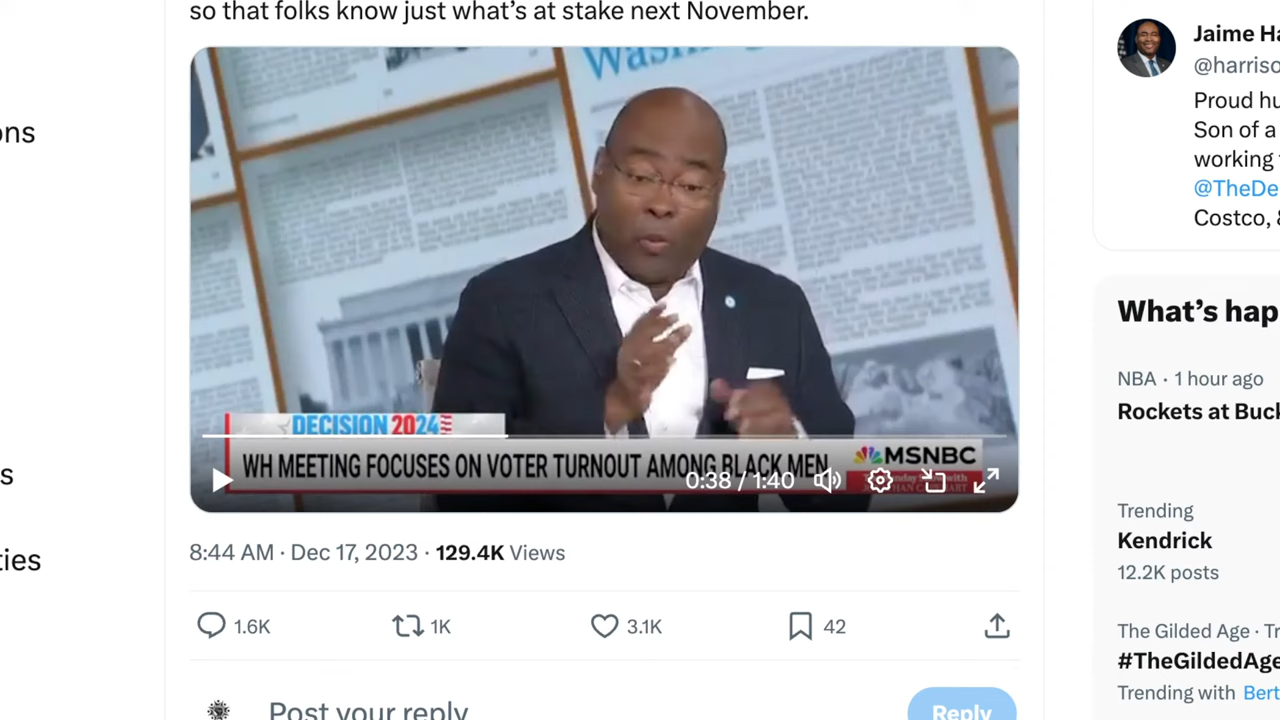 so that folks know just what's at stake next November.
Washing
DECISION 2024
WH MEETING FOCUSES ON VOTER TURNOUT AMONG BLACK MEN
MSNBC
0:38 / 1:40
8:44 AM · Dec 17, 2023 · 129.4K Views
1.6K
1K
3.1K
42
Post your reply
Reply
ons
s
ties
Jaime Ha
@harriso
Proud hu
Son of a
working
@TheDe
Costco, &
What's hap
NBA · 1 hour ago
Rockets at Buck
Trending
Kendrick
12.2K posts
The Gilded Age · Tr
#TheGildedAge
Trending with Bert